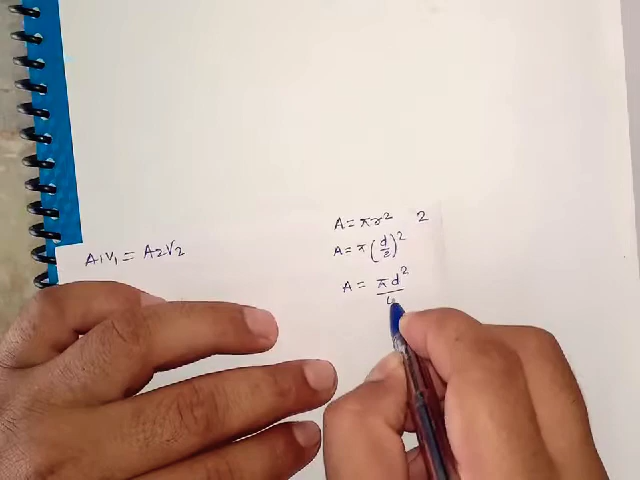 A = πr² 2
A₁V₁ = A₂V₂
A = π(d/2)²
A = πd²/4